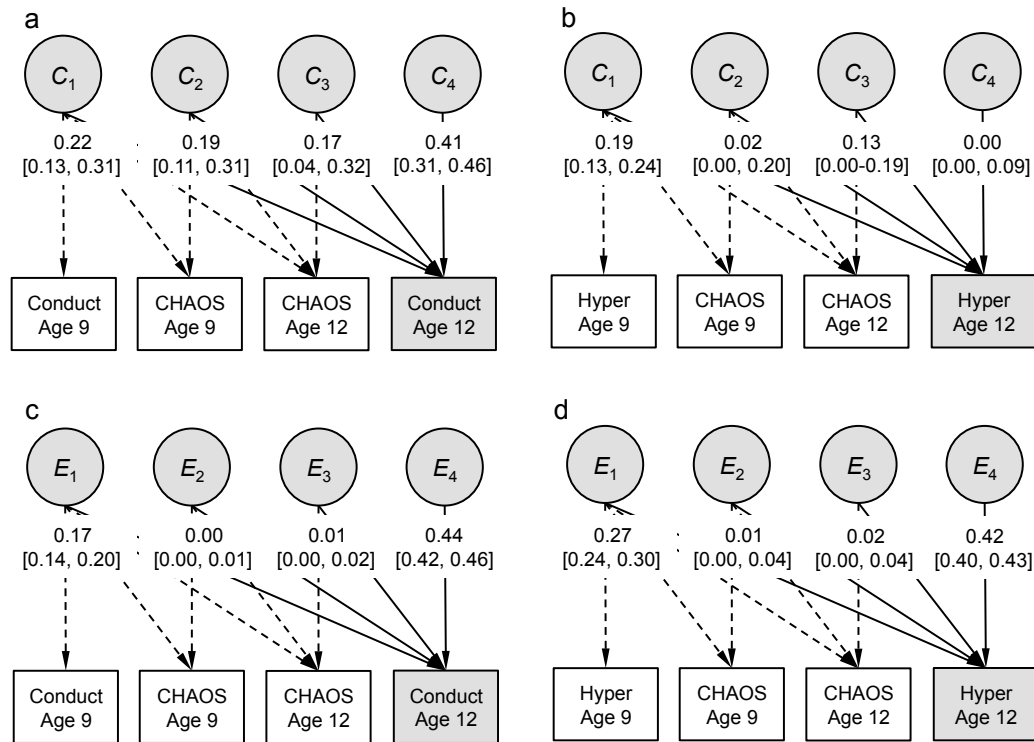 a
C1 C2 C3 C4
0.22 0.19 0.17 0.41
[0.13, 0.31] [0.11, 0.31] [0.04, 0.32] [0.31, 0.46]
Conduct CHAOS CHAOS Conduct
Age 9 Age 9 Age 12 Age 12
b
C1 C2 C3 C4
0.19 0.02 0.13 0.00
[0.13, 0.24] [0.00, 0.20] [0.00-0.19] [0.00, 0.09]
Hyper CHAOS CHAOS Hyper
Age 9 Age 9 Age 12 Age 12
c
E1 E2 E3 E4
0.17 0.00 0.01 0.44
[0.14, 0.20] [0.00, 0.01] [0.00, 0.02] [0.42, 0.46]
Conduct CHAOS CHAOS Conduct
Age 9 Age 9 Age 12 Age 12
d
E1 E2 E3 E4
0.27 0.01 0.02 0.42
[0.24, 0.30] [0.00, 0.04] [0.00, 0.04] [0.40, 0.43]
Hyper CHAOS CHAOS Hyper
Age 9 Age 9 Age 12 Age 12